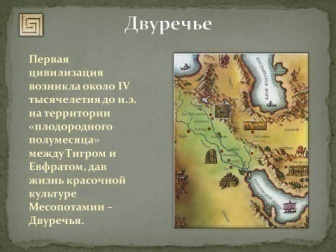 Двуречье
Первая
цивилизация
возникла около IV
тысячелетия до н.э.
на территории
«плодородного
полумесяца»
между Тигром и
Евфратом, дав
жизнь красочной
культуре
Месопотамии –
Двуречья.